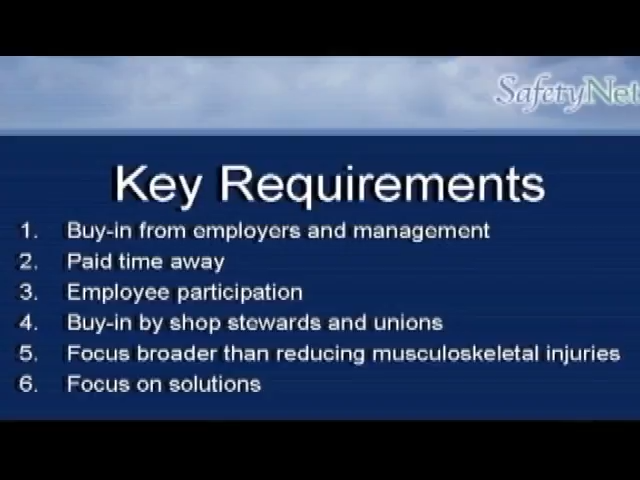 SafetyNet
Key Requirements
1. Buy-in from employers and management
2. Paid time away
3. Employee participation
4. Buy-in by shop stewards and unions
5. Focus broader than reducing musculoskeletal injuries
6. Focus on solutions